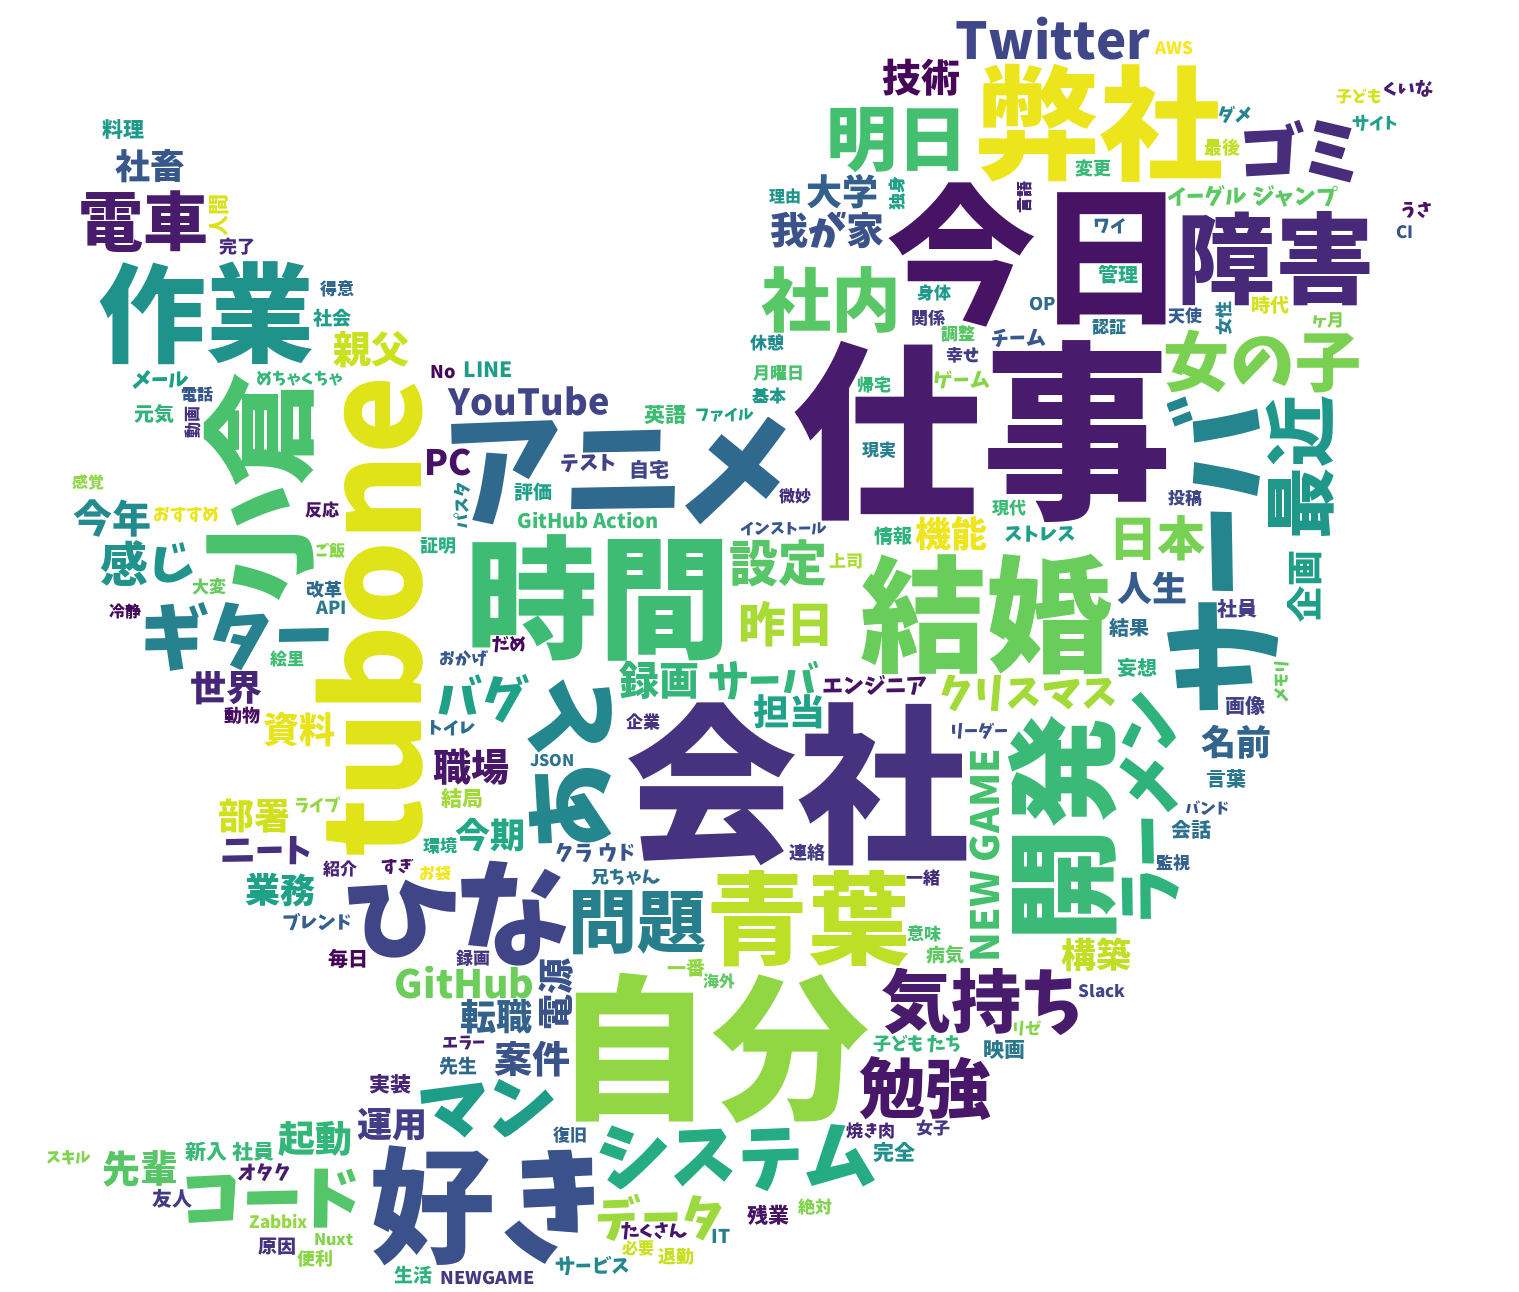 Twitter
AWS
技術
弊社
くいな
子ども
サイト
明日
ダメ
ゴミ
最後
変更
料理
社畜
電車
人間
完了
理由
大学
独身
言語
イーグル ジャンプ
うさ
CI
我が家
今日
ワイ
障害
管理
社内
身体
OP
関係
認証
天使
女性
時代
ケ月
作業
得意
社会
親父
休憩
調整
チーム
幸せ
女の子
メール
めちゃくちゃ
電話
No
LINE
月曜日
帰宅
ゲーム
基本
元気
動画
小倉
tubone
YouTube
英語
ファイル
仕事
サーバー
最近
アニメ
PC
テスト
自宅
現実
感覚
評価
パスタ
微妙
現代
投稿
今年
おすすめ
反応
GitHub Action
インストール
情報
機能
ストレス
日本
感じ
ご飯
証明
時間
設定
上司
企画
大変
改革
API
結婚
人生
冷静
ギター
昨日
社員
結果
絵里
だめ
おかげ
世界
録画 サーバ
妄想
メモリ
動物
バグ
エンジニア
クリスマス
画像
資料
トイレ
企業
担当
リーダー
ラーメン
名前
職場
JSON
会社
NEW GAME
開発
言葉
結局
部署
ライブ
バンド
会話
ニート
環境
今期
クラ ウド
連絡
監視
紹介
すぎ
お袋
兄ちゃん
一緒
業務
ひな
問題
青葉
ブレンド
意味
毎日
録画
病気
構築
GitHub
電源
一番
海外
気持ち
Slack
転職
自分
リゼ
エラー
案件
子ども たち
映画
先生
勉強
実装
マン
運用
復旧
焼き肉
女子
起動
システム
完全
スキル
先輩
新入 社員
オタク
好き
友人
コード
データ
絶対
残業
Zabbix
たくさん
IT
原因
Nuxt
必要
退勤
便利
サービス
生活
NEWGAME